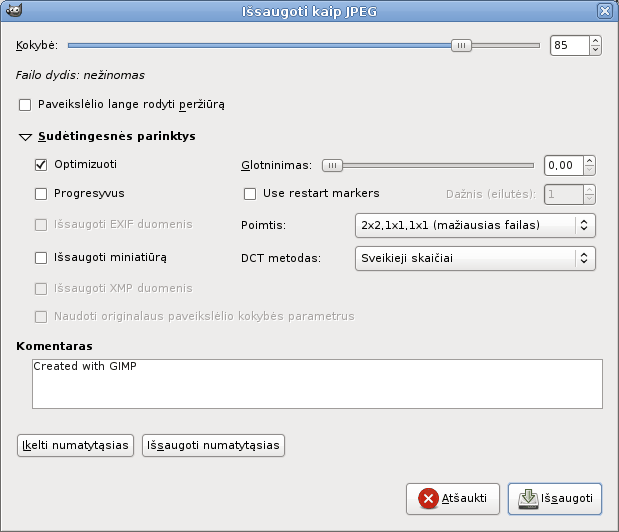 Išsaugoti kaip JPEG
Kokybė: 85
Failo dydis: nežinomas
Paveikslėlio lange rodyti peržiūrą
Sudėtingesnės parinktys
Optimizuoti Glotninimas: 0,00
Progresyvus Use restart markers Dažnis (eilutės): 1
Išsaugoti EXIF duomenis Poimtis: 2x2,1x1,1x1 (mažiausias failas)
Išsaugoti miniatiūrą DCT metodas: Sveikieji skaičiai
Išsaugoti XMP duomenis
Naudoti originalaus paveikslėlio kokybės parametrus
Komentaras
Created with GIMP
Įkelti numatytąsias Išsaugoti numatytąsias
Atšaukti Išsaugoti